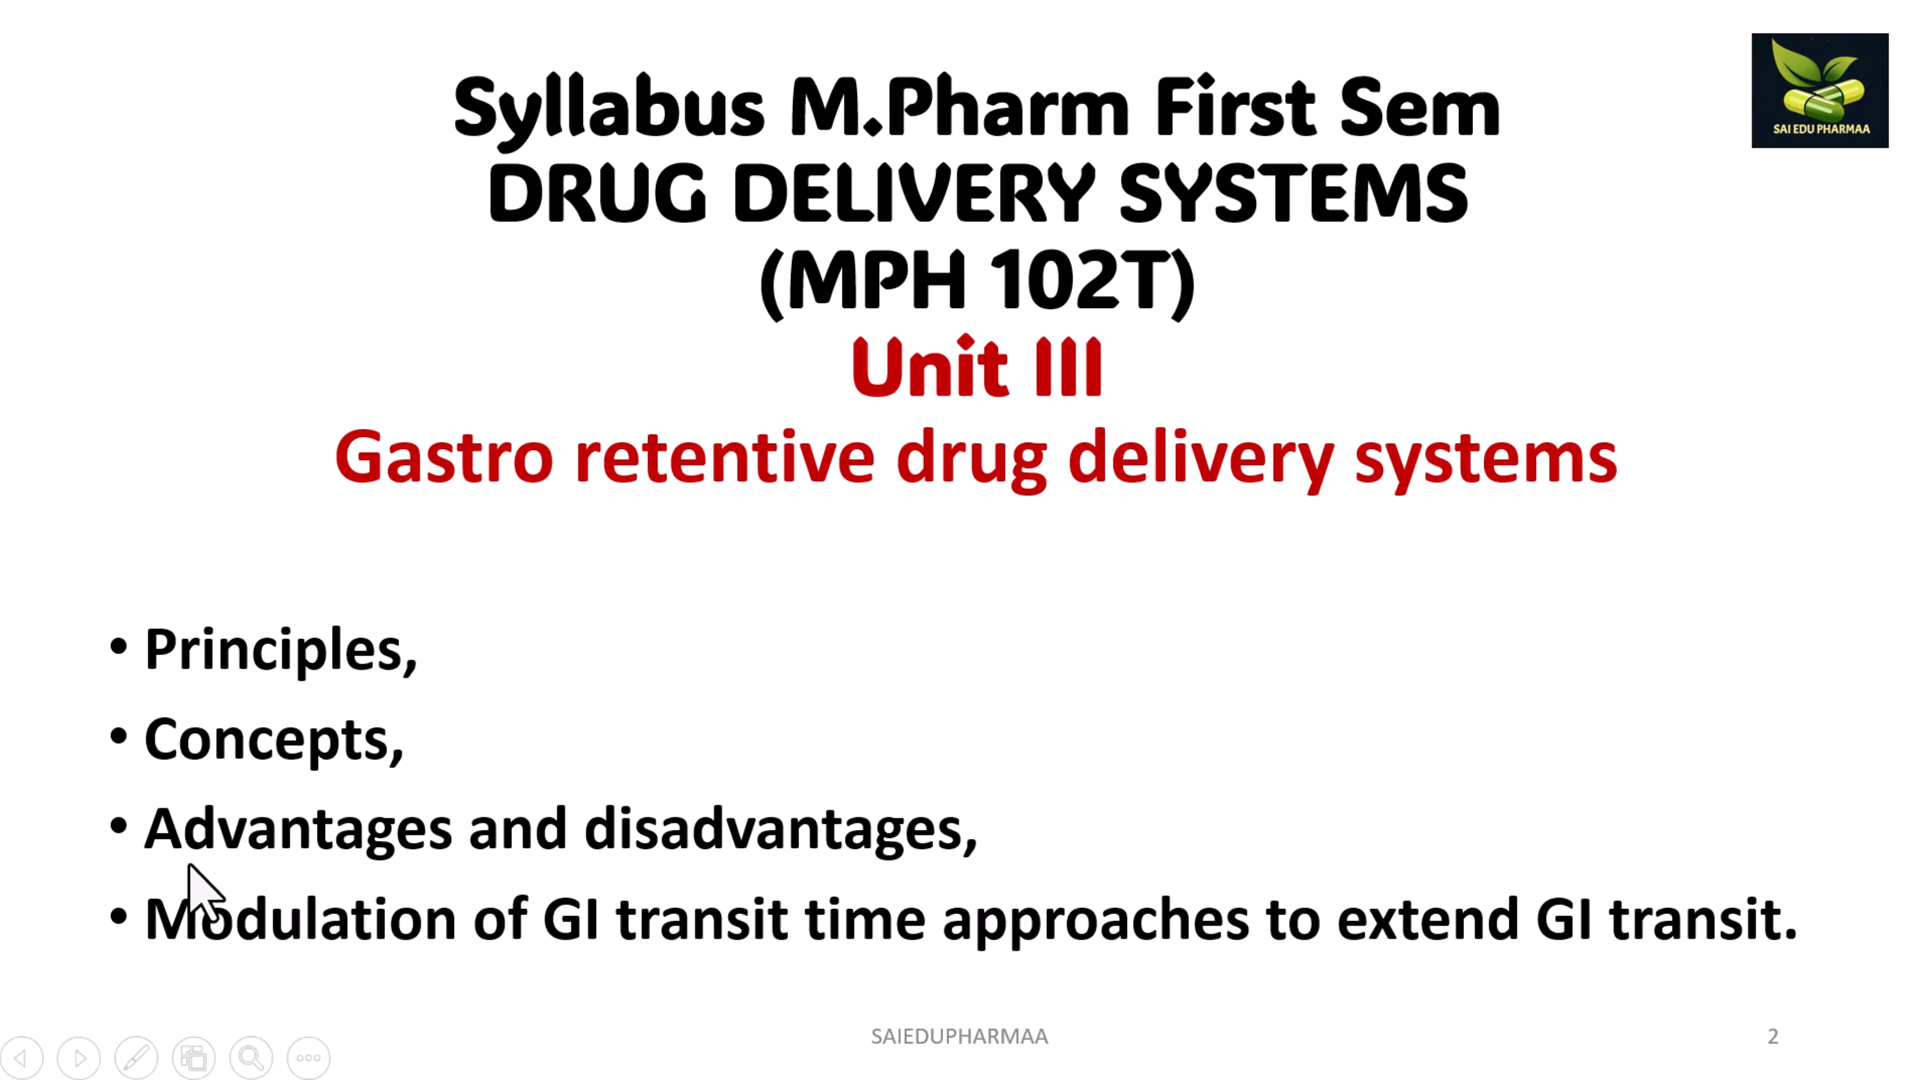 Syllabus M.Pharm First Sem
DRUG DELIVERY SYSTEMS
(MPH 102T)
Unit III
Gastro retentive drug delivery systems
SAI EDU PHARMAA
• Principles,
• Concepts,
• Advantages and disadvantages,
• Modulation of GI transit time approaches to extend GI transit.
SAIEDUPHARMAA
2